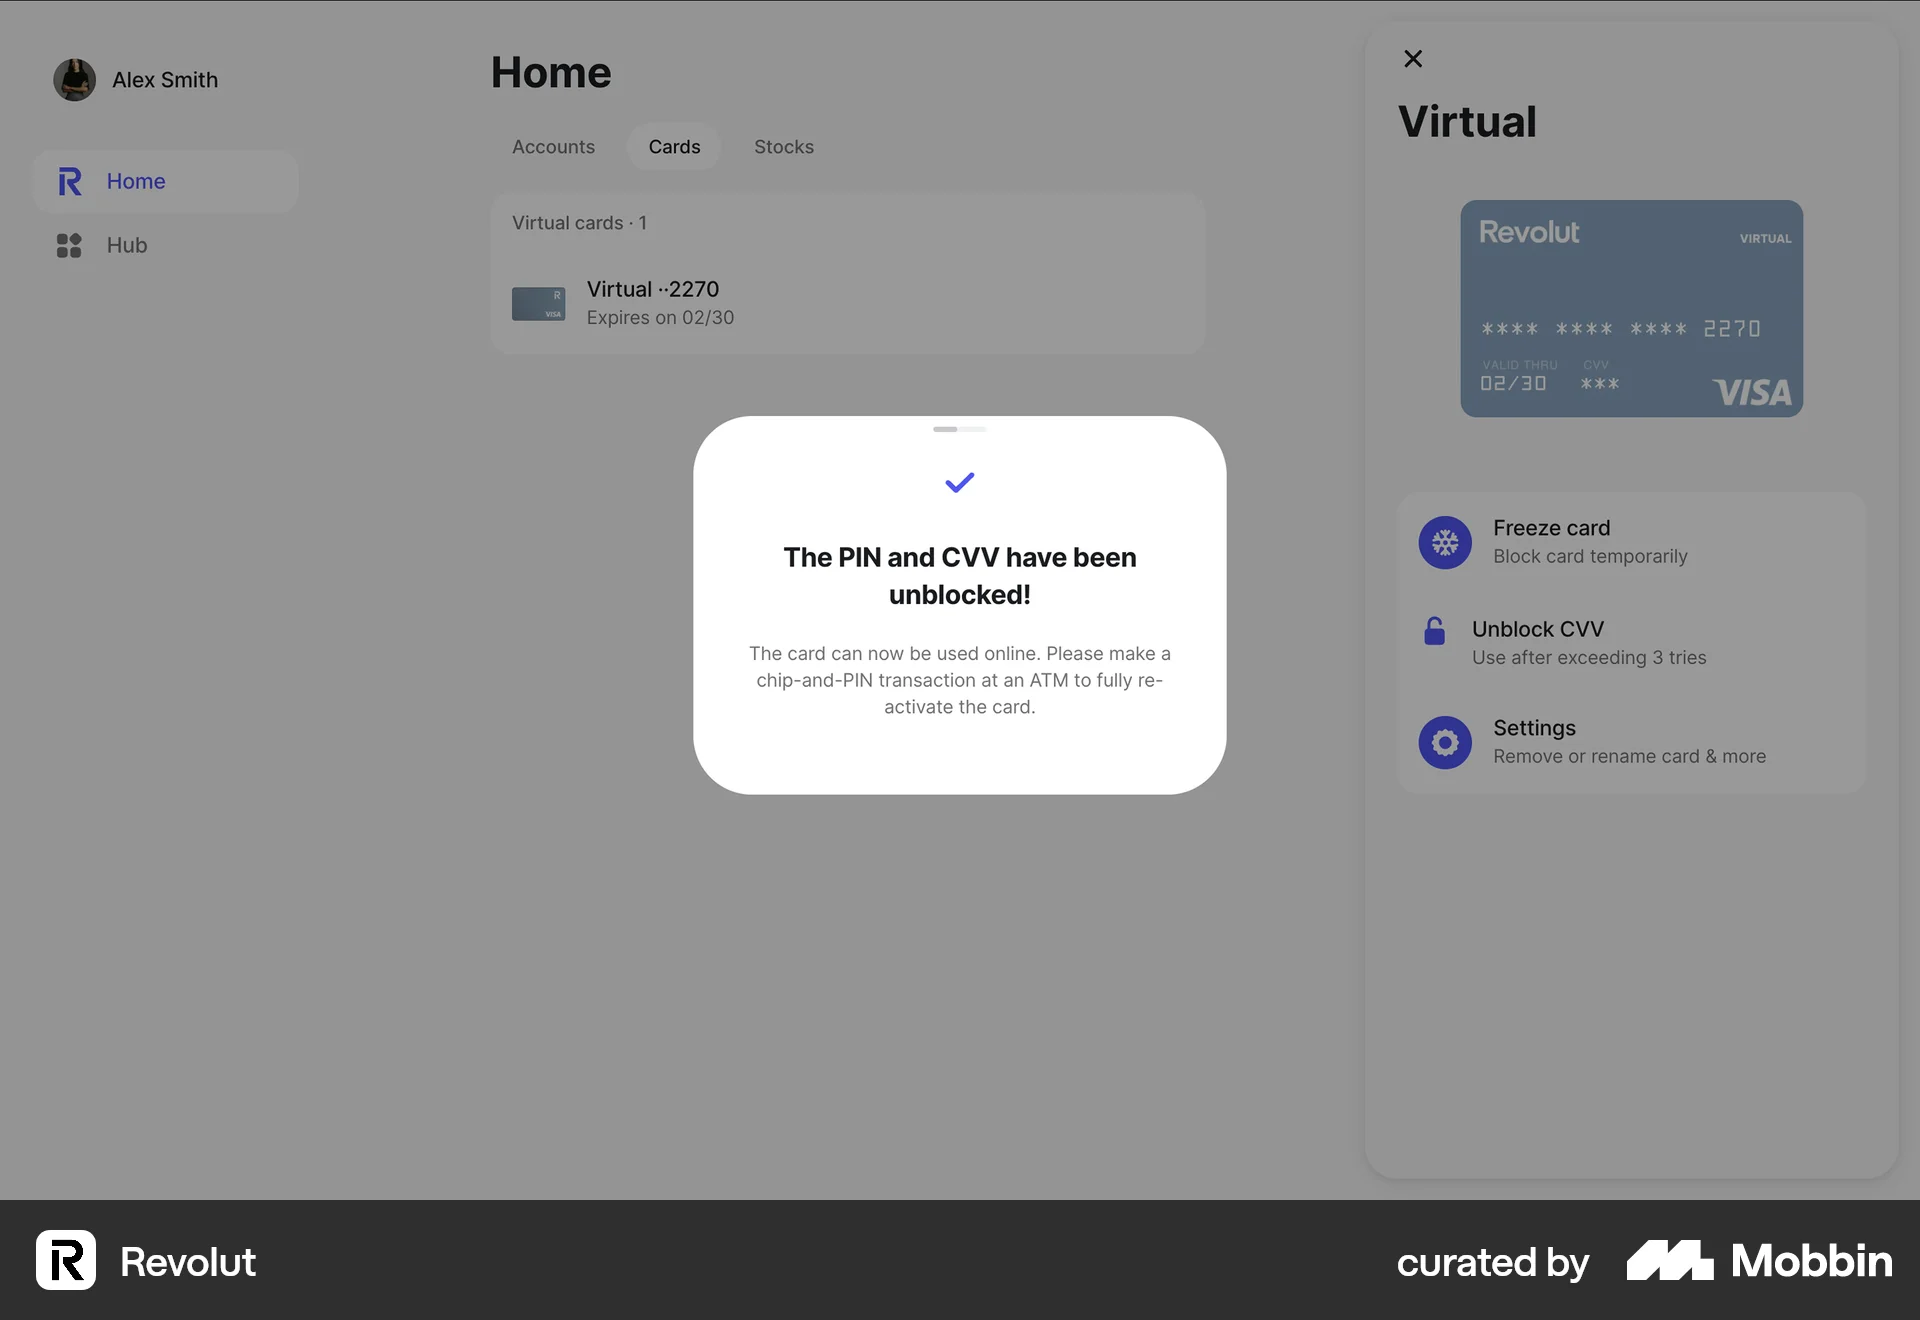 Alex Smith
Home
Hub
Home
Accounts
Cards
Stocks
Virtual cards · 1
R
VISA
Virtual ··2270
Expires on 02/30
The PIN and CVV have been
unblocked!
The card can now be used online. Please make a
chip-and-PIN transaction at an ATM to fully re-
activate the card.
Virtual
Revolut
VIRTUAL
**** **** **** 2270
VALID THRU CVV
02/30 ***
VISA
Freeze card
Block card temporarily
Unblock CVV
Use after exceeding 3 tries
Settings
Remove or rename card & more
Revolut
curated by Mobbin